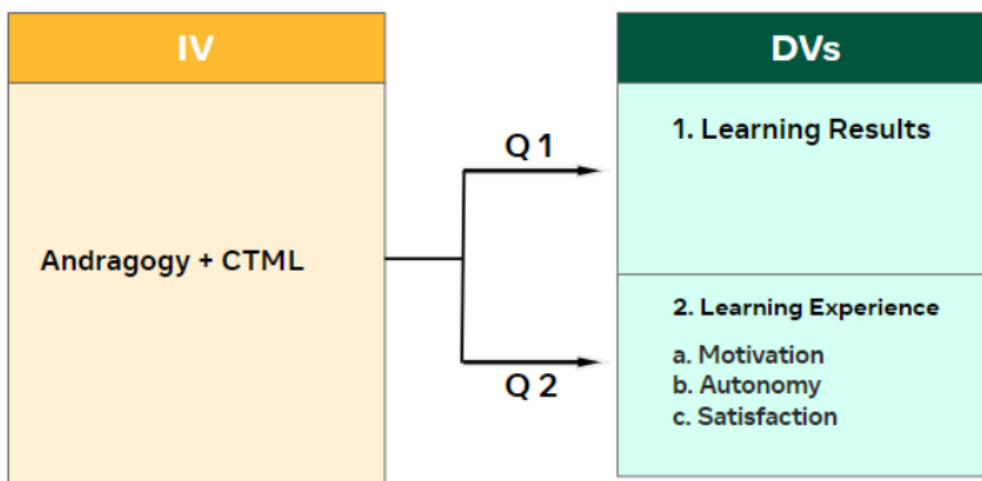 IV
Andragogy + CTML
Q 1
Q 2
DVs
1. Learning Results
2. Learning Experience
a. Motivation
b. Autonomy
c. Satisfaction